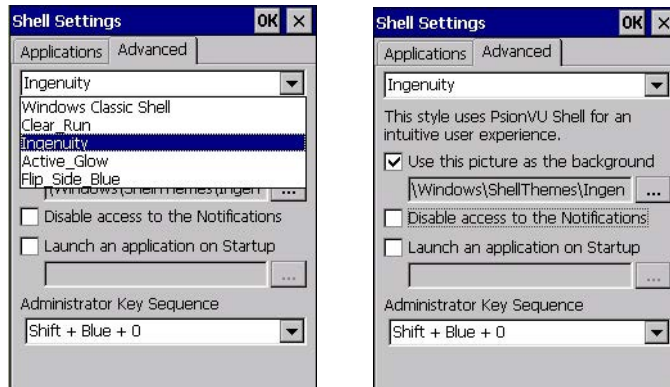 Shell Settings OK ×
Applications Advanced
Ingenuity
Windows Classic Shell
Clear_Run
Ingenuity
Active_Glow
Flip_Side_Blue
\Windows\ShellThemes\Ingen ...
Disable access to the Notifications
Launch an application on Startup
...
Administrator Key Sequence
Shift + Blue + 0
Shell Settings OK ×
Applications Advanced
Ingenuity
This style uses PsionVU Shell for an
intuitive user experience.
Use this picture as the background
\Windows\ShellThemes\Ingen ...
Disable access to the Notifications
Launch an application on Startup
...
Administrator Key Sequence
Shift + Blue + 0